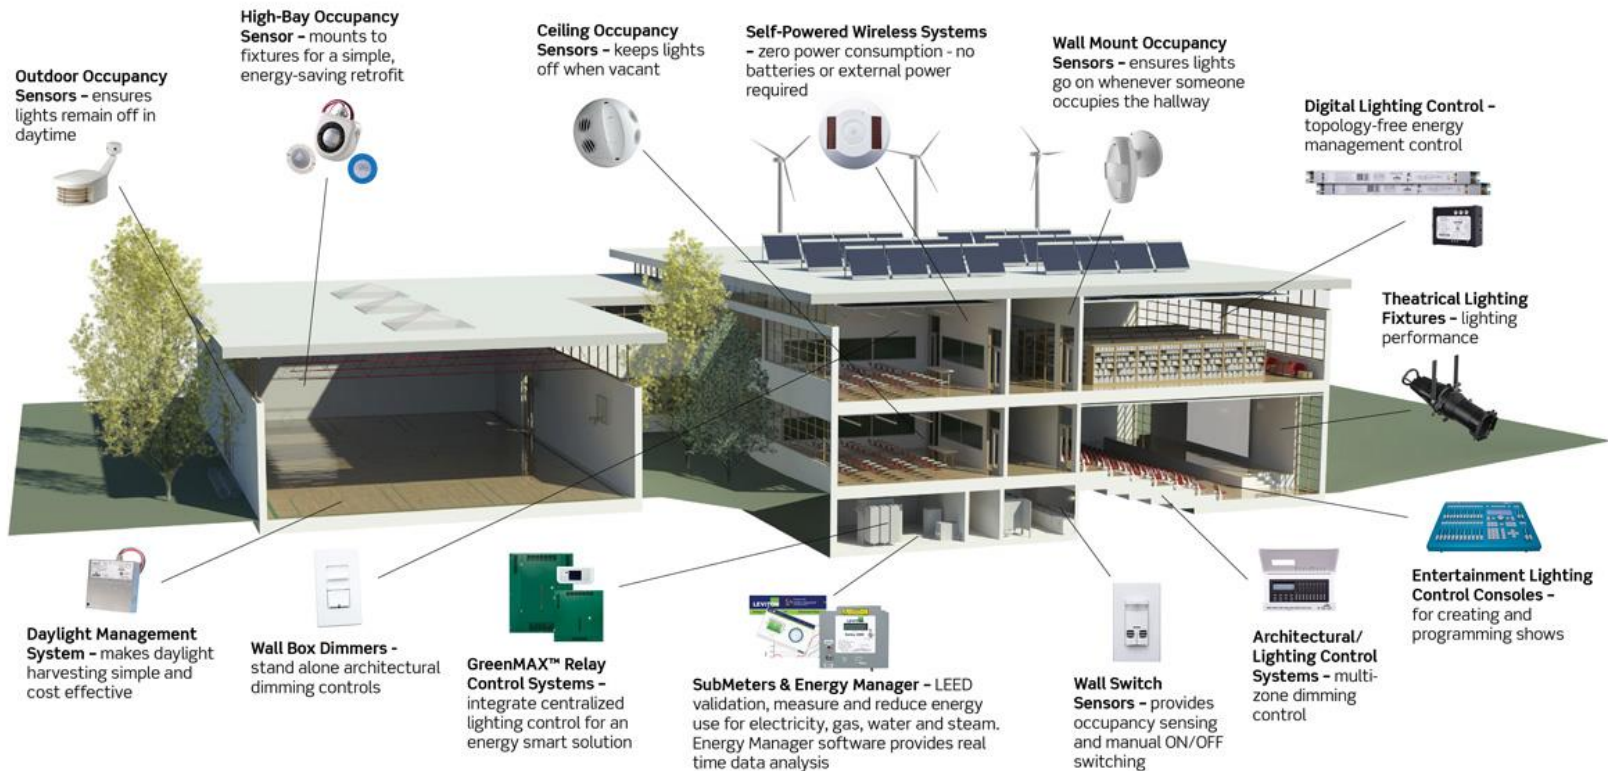 High-Bay Occupancy
Sensor – mounts to
fixtures for a simple,
energy-saving retrofit
Ceiling Occupancy
Sensors – keeps lights
off when vacant
Self-Powered Wireless Systems
– zero power consumption - no
batteries or external power
required
Wall Mount Occupancy
Sensors – ensures lights
go on whenever someone
occupies the hallway
Outdoor Occupancy
Sensors – ensures
lights remain off in
daytime
Digital Lighting Control –
topology-free energy
management control
Theatrical Lighting
Fixtures – lighting
performance
Entertainment Lighting
Control Consoles –
for creating and
programming shows
Daylight Management
System – makes daylight
harvesting simple and
cost effective
Wall Box Dimmers -
stand alone architectural
dimming controls
GreenMAX™ Relay
Control Systems –
integrate centralized
lighting control for an
energy smart solution
LEVITON
SubMeters & Energy Manager – LEED
validation, measure and reduce energy
use for electricity, gas, water and steam.
Energy Manager software provides real
time data analysis
Wall Switch
Sensors – provides
occupancy sensing
and manual ON/OFF
switching
Architectural/
Lighting Control
Systems – multi-
zone dimming
control